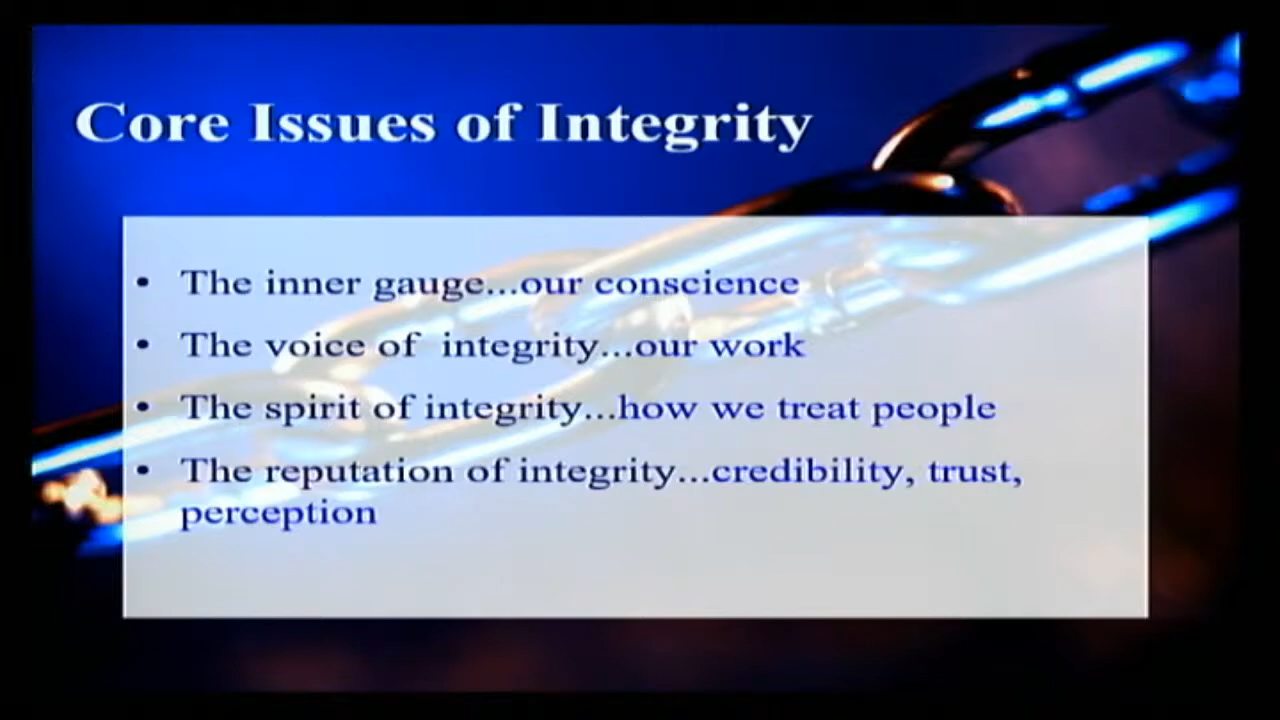 Core Issues of Integrity
• The inner gauge...our conscience
• The voice of  integrity...our work
• The spirit of integrity...how we treat people
• The reputation of integrity...credibility, trust,
perception